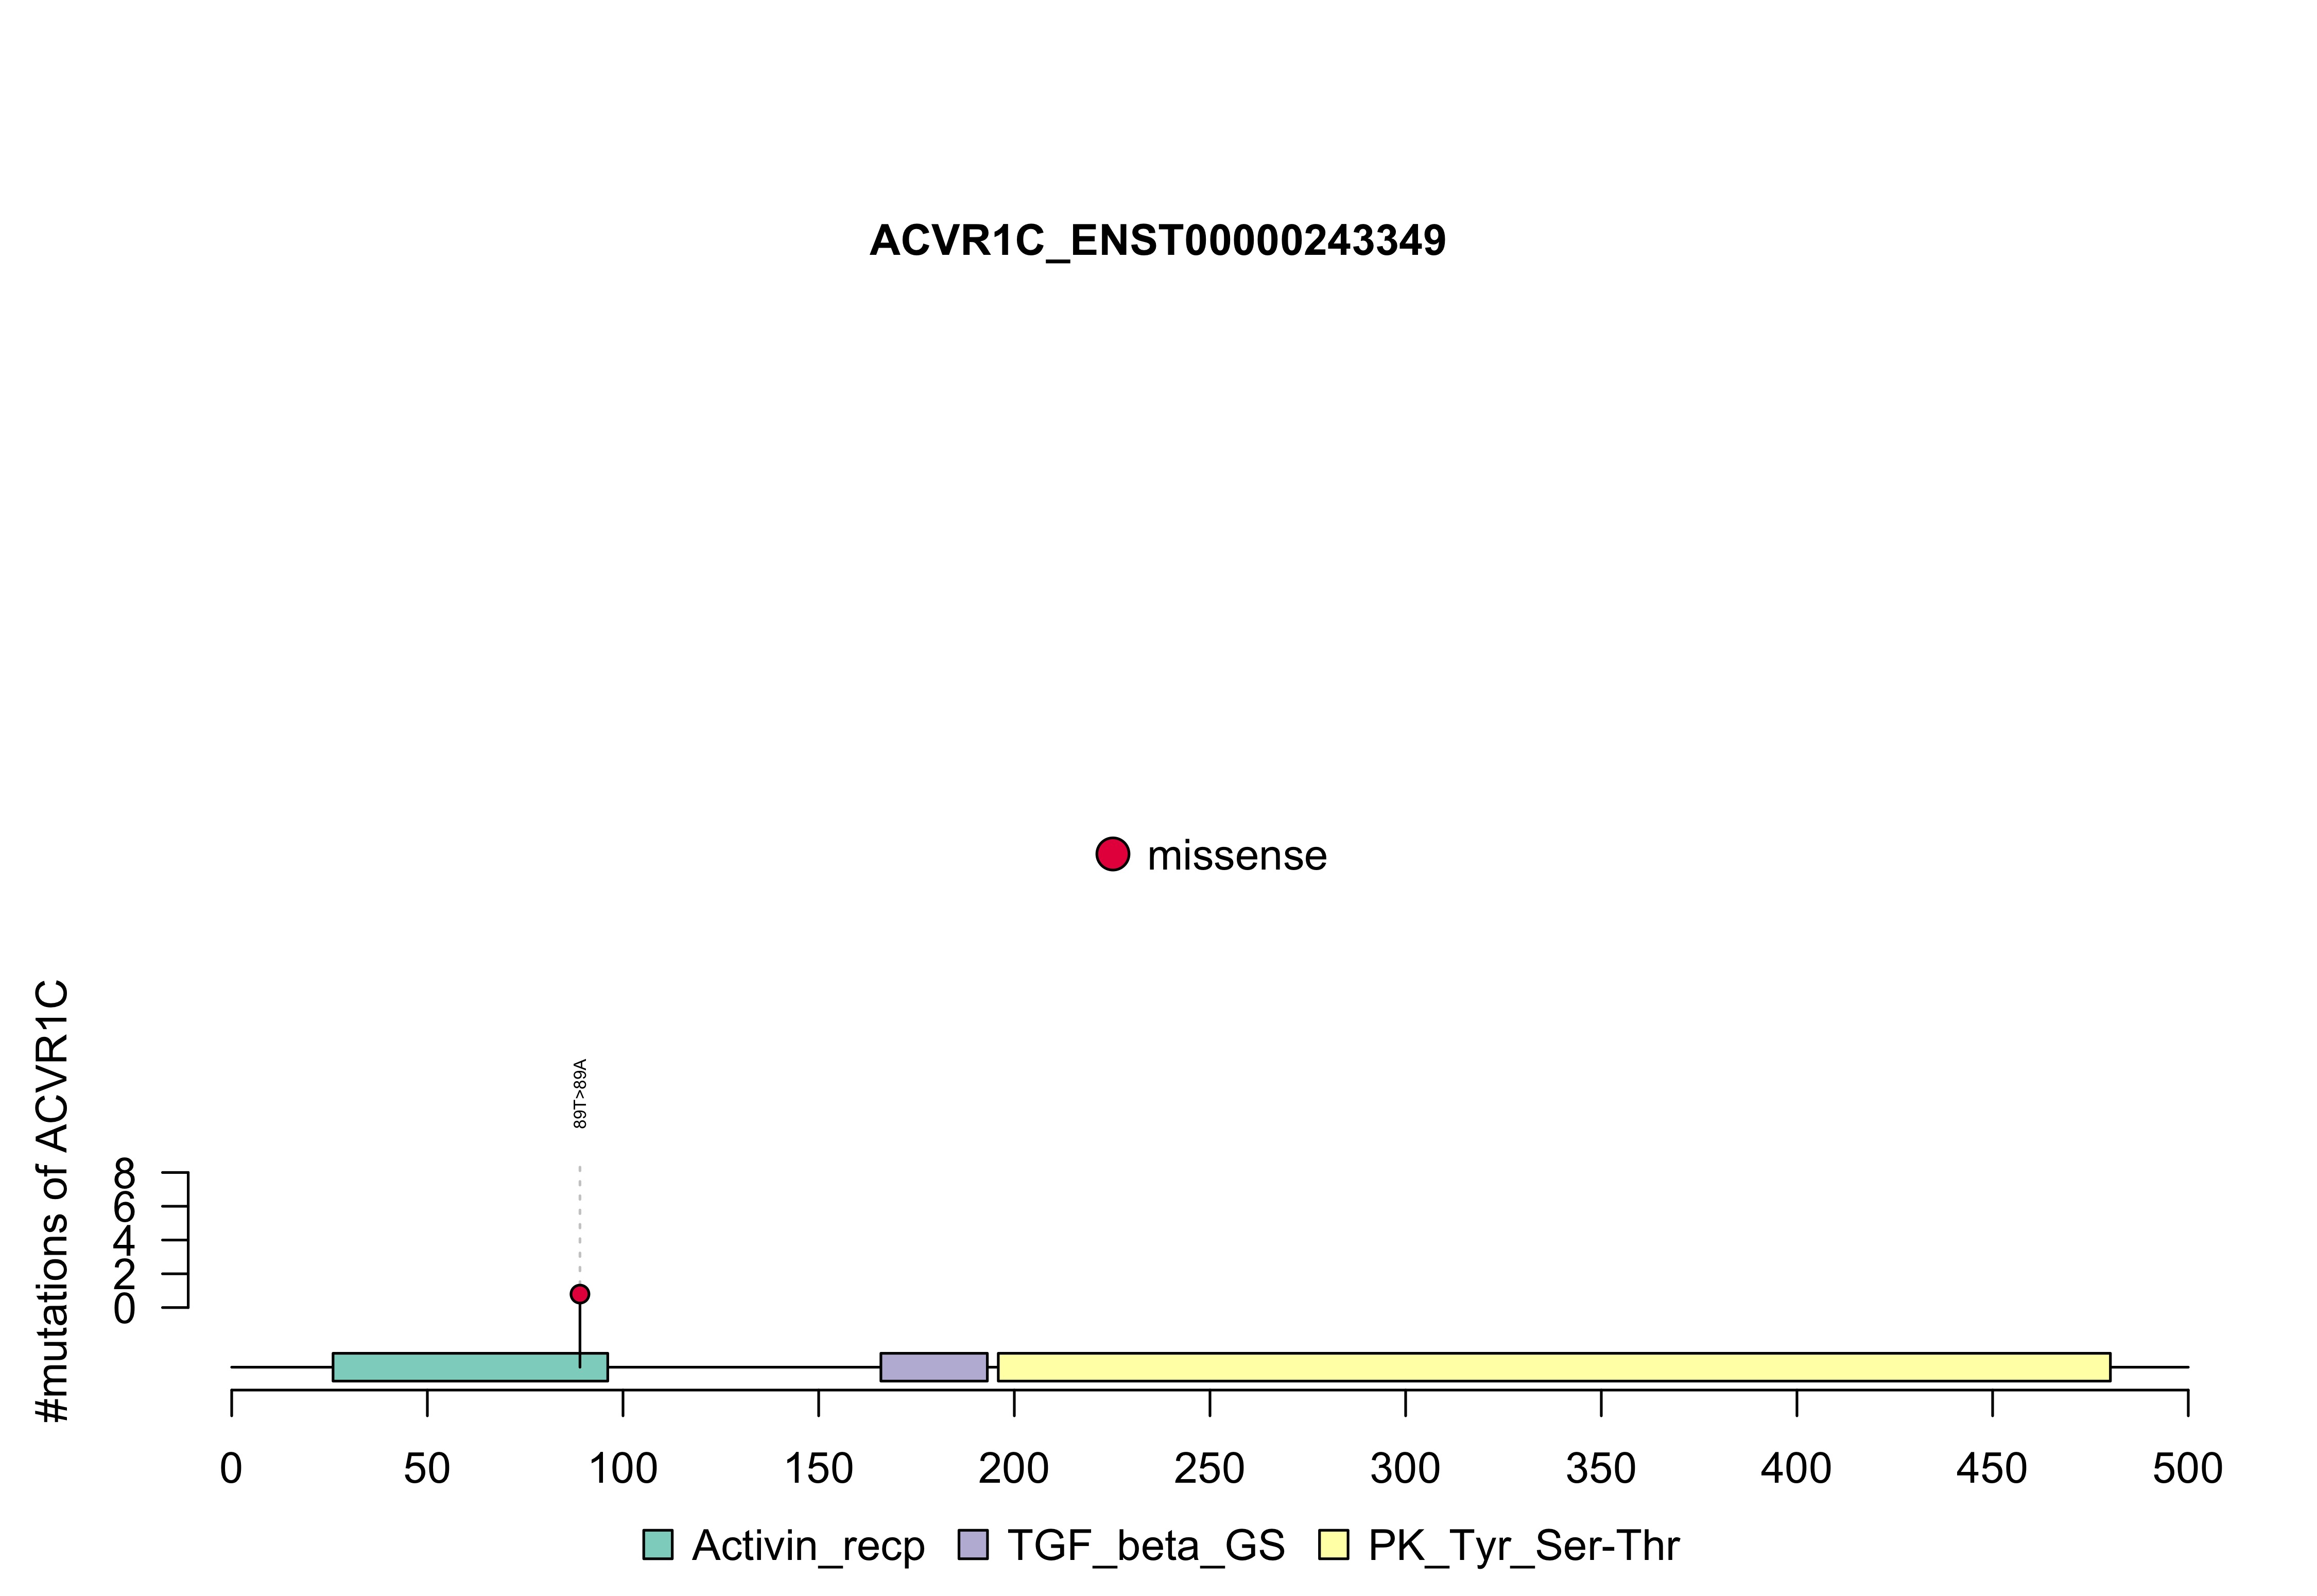 ACVR1C_ENST00000243349
missense
#mutations of ACVR1C
89T>89A
8
6
4
2
0
0 50 100 150 200 250 300 350 400 450 500
Activin_recp TGF_beta_GS PK_Tyr_Ser-Thr